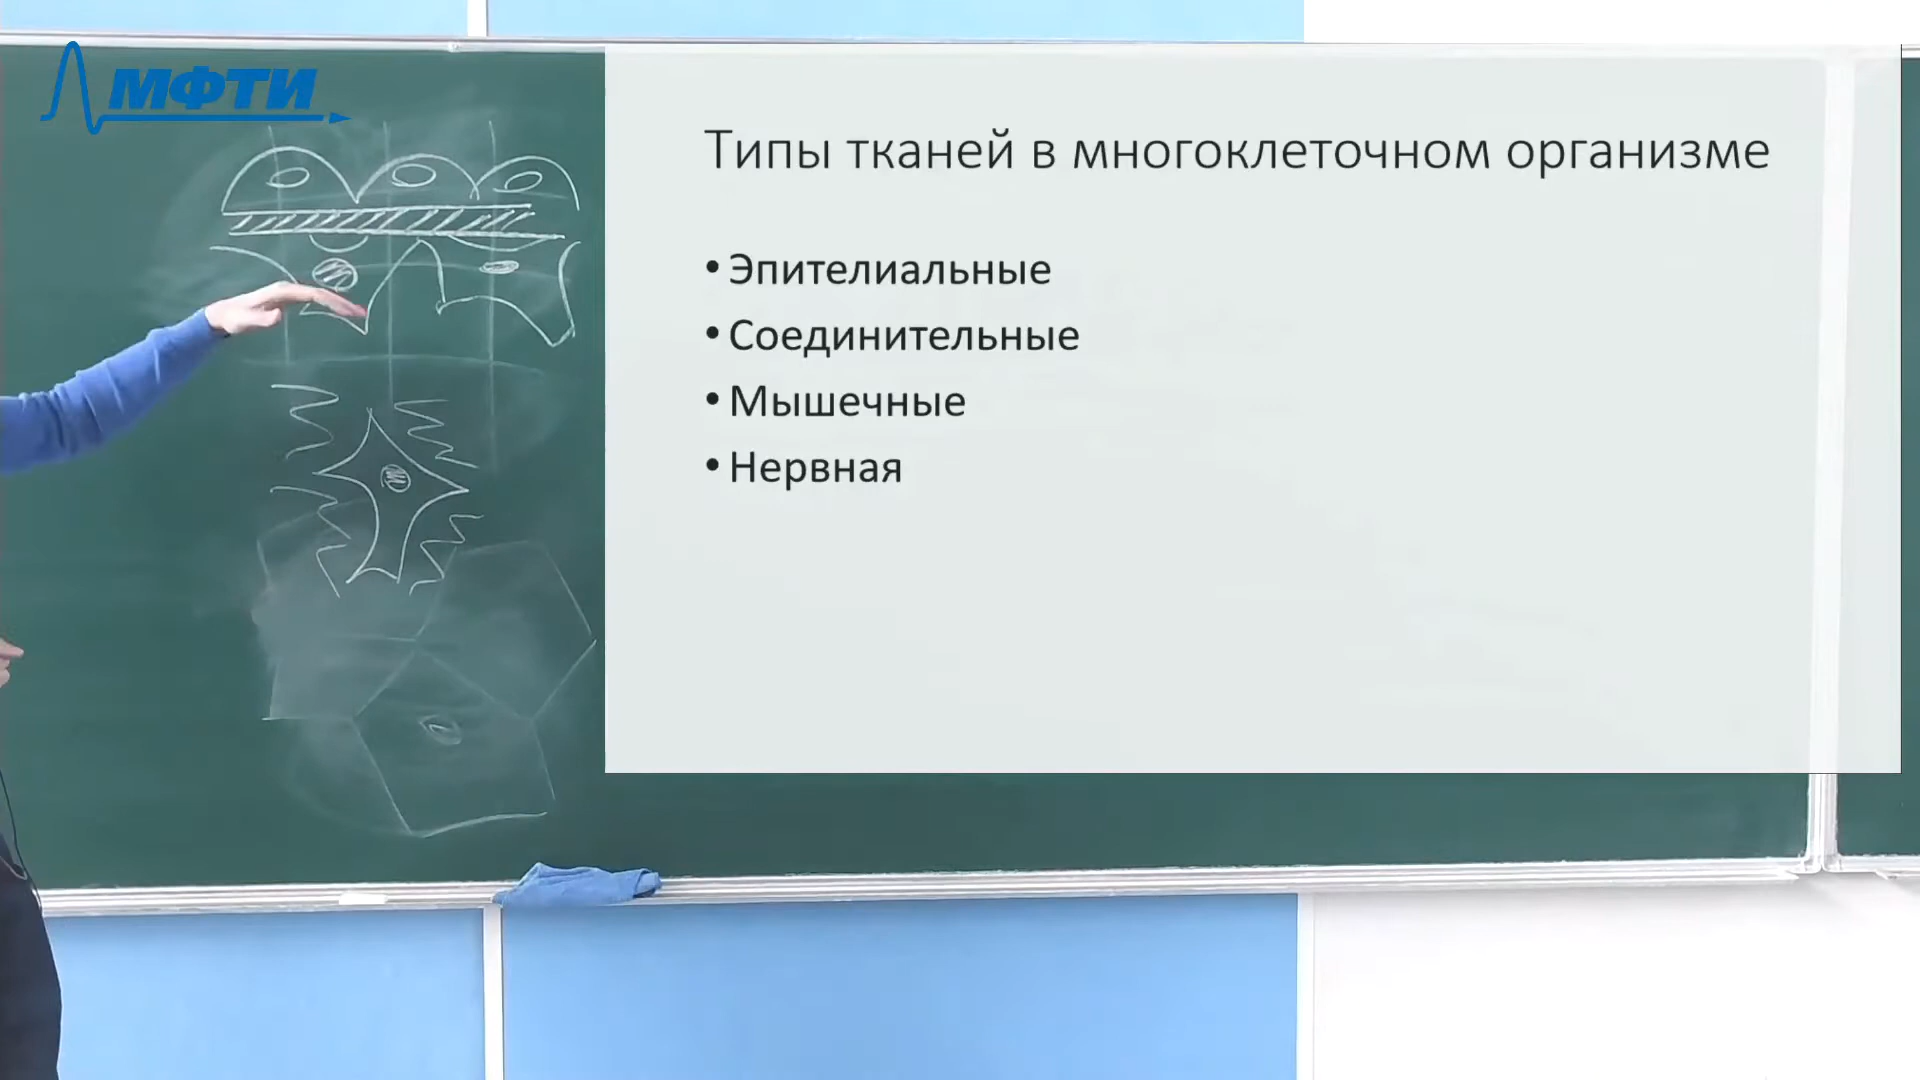 МФТИ
Типы тканей в многоклеточном организме
• Эпителиальные
• Соединительные
• Мышечные
• Нервная